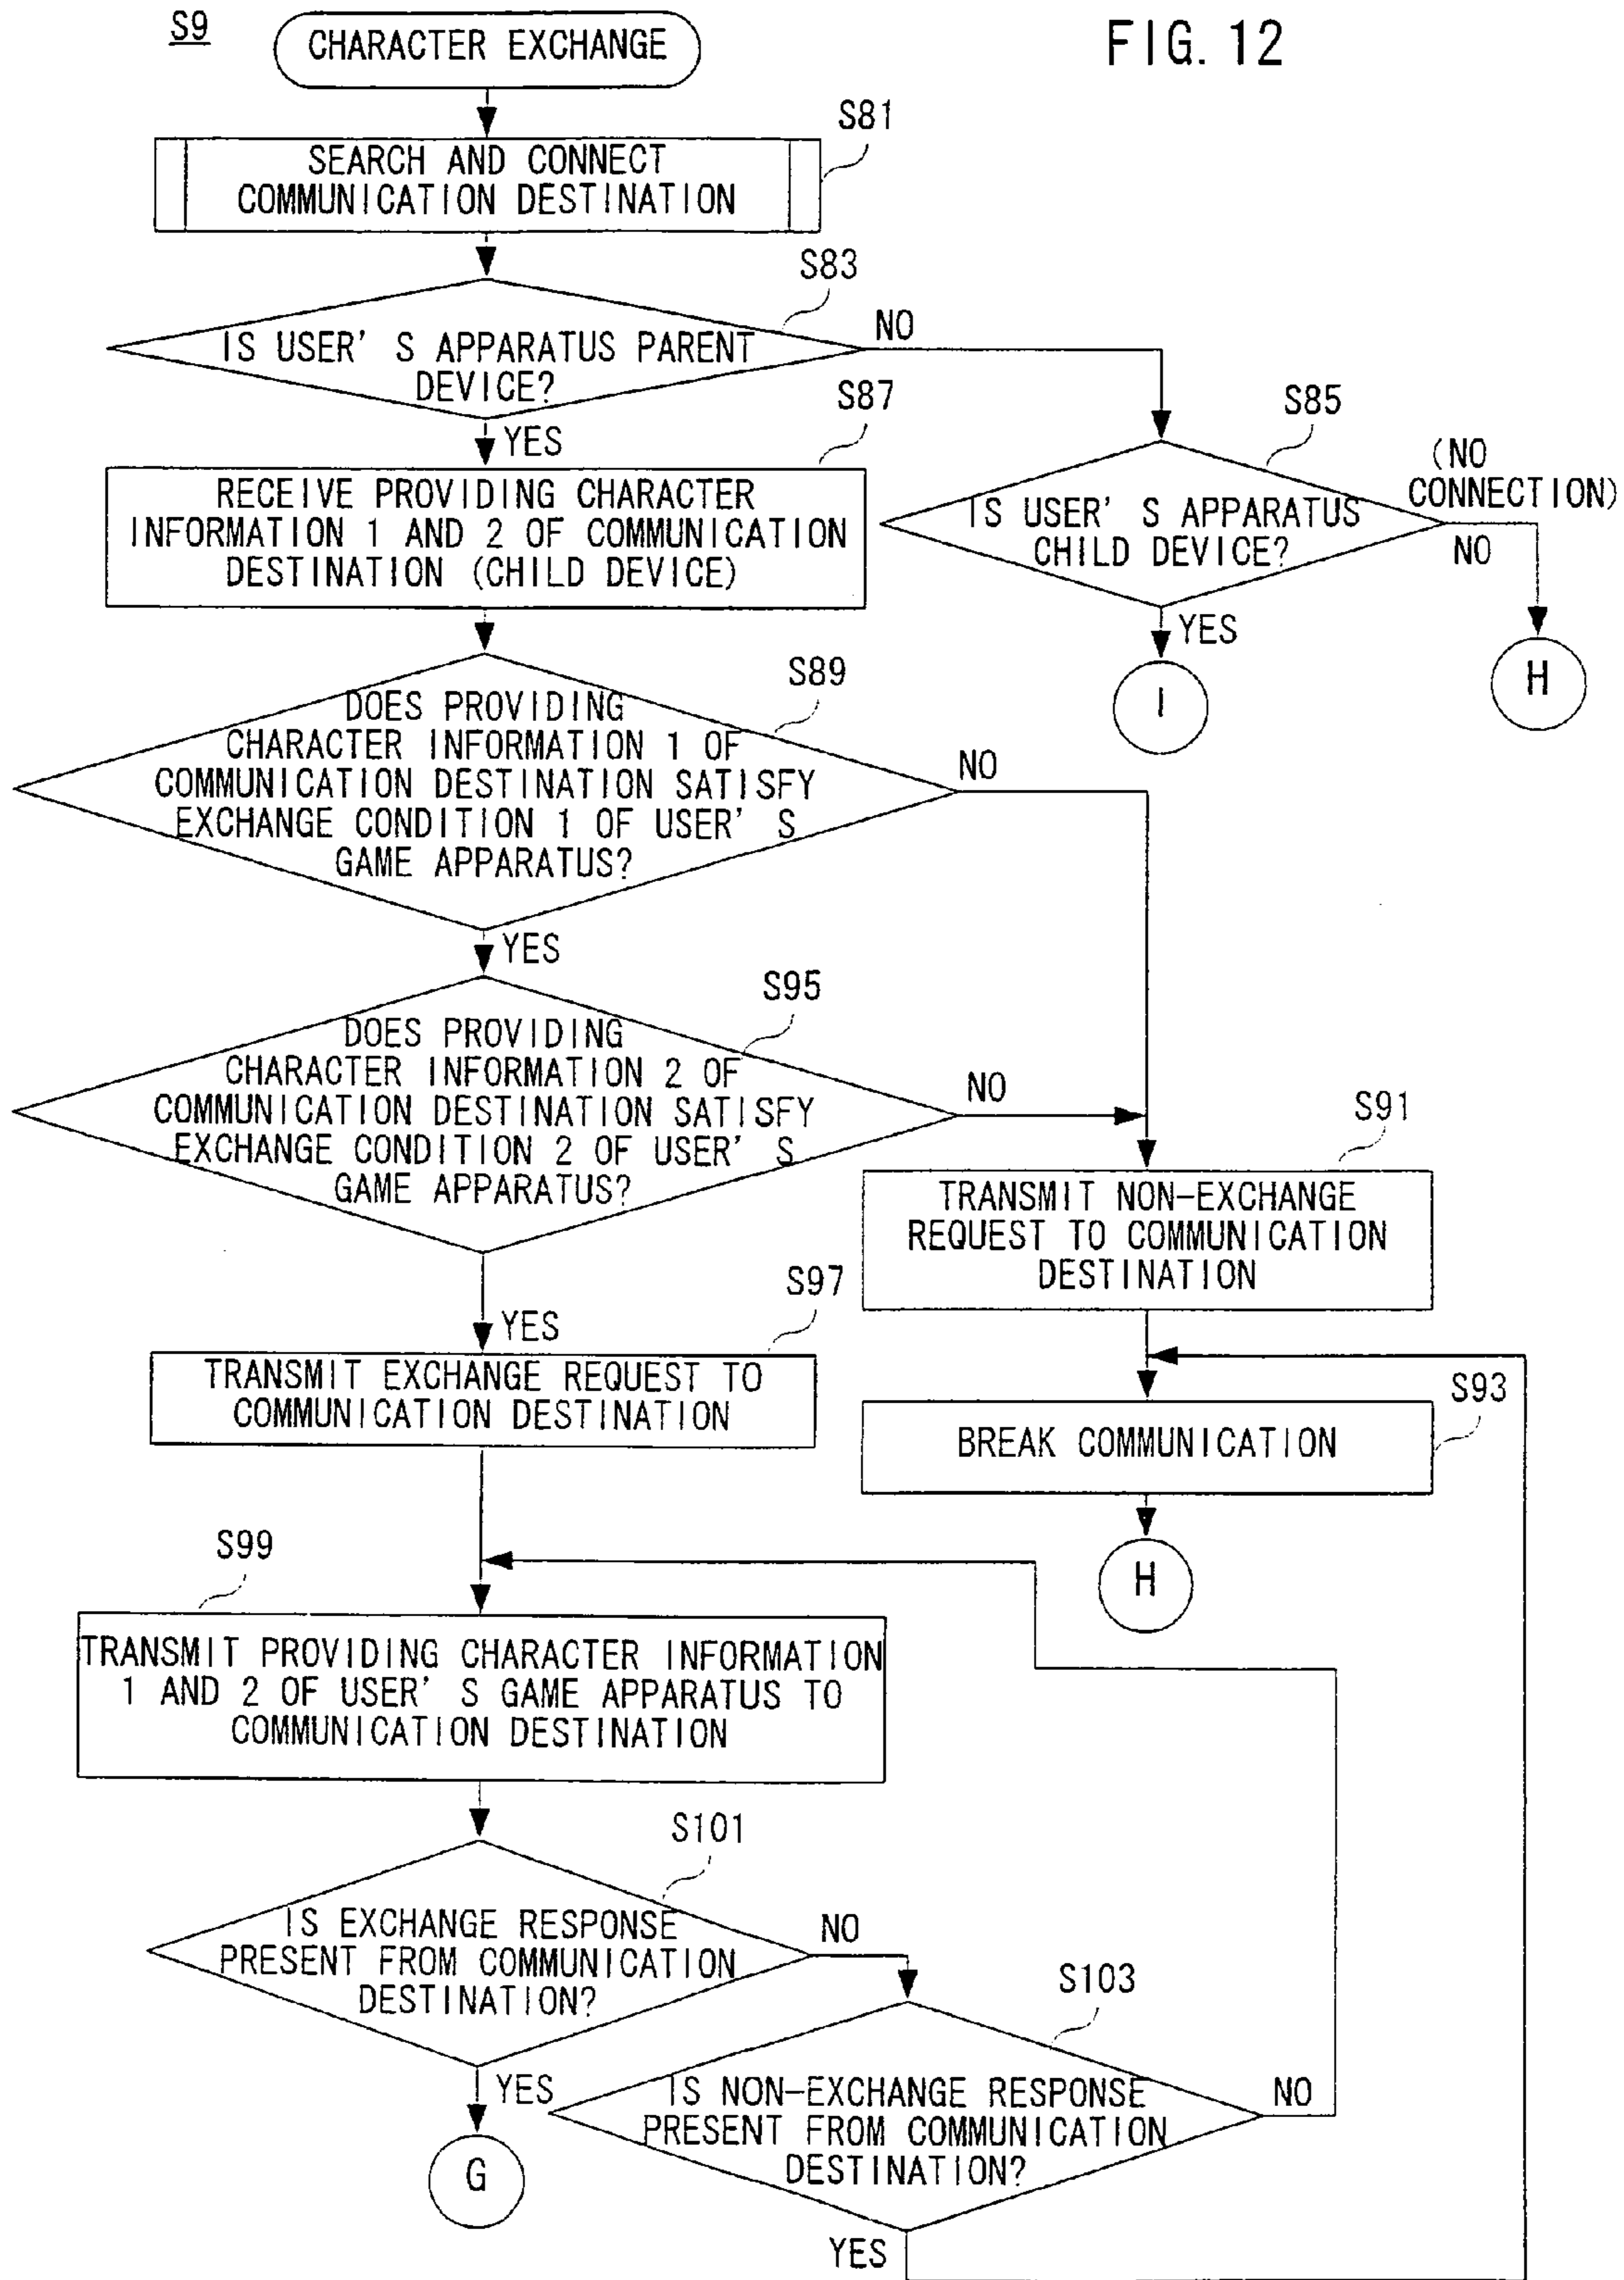 S9
CHARACTER EXCHANGE
FIG. 12
S81
SEARCH AND CONNECT
COMMUNICATION DESTINATION
S83
IS USER' S APPARATUS PARENT
DEVICE?
NO
YES
S87
RECEIVE PROVIDING CHARACTER
INFORMATION 1 AND 2 OF COMMUNICATION
DESTINATION (CHILD DEVICE)
S85
IS USER' S APPARATUS
CHILD DEVICE?
(NO
CONNECTION)
NO
YES
I
H
S89
DOES PROVIDING
CHARACTER INFORMATION 1 OF
COMMUNICATION DESTINATION SATISFY
EXCHANGE CONDITION 1 OF USER' S
GAME APPARATUS?
NO
YES
S95
DOES PROVIDING
CHARACTER INFORMATION 2 OF
COMMUNICATION DESTINATION SATISFY
EXCHANGE CONDITION 2 OF USER' S
GAME APPARATUS?
NO
YES
S91
TRANSMIT NON-EXCHANGE
REQUEST TO COMMUNICATION
DESTINATION
S97
TRANSMIT EXCHANGE REQUEST TO
COMMUNICATION DESTINATION
S93
BREAK COMMUNICATION
H
S99
TRANSMIT PROVIDING CHARACTER INFORMATION
1 AND 2 OF USER' S GAME APPARATUS TO
COMMUNICATION DESTINATION
S101
IS EXCHANGE RESPONSE
PRESENT FROM COMMUNICATION
DESTINATION?
NO
YES
G
S103
IS NON-EXCHANGE RESPONSE
PRESENT FROM COMMUNICATION
DESTINATION?
NO
YES